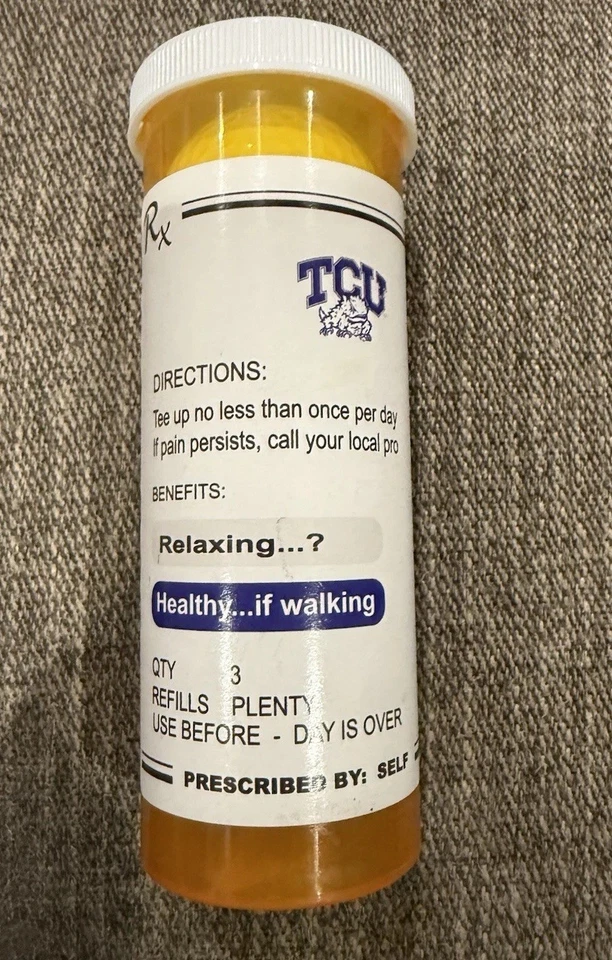 Rx
TCU
DIRECTIONS:
Tee up no less than once per day
If pain persists, call your local pro
BENEFITS:
Relaxing...?
Healthy...if walking
QTY 3
REFILLS PLENTY
USE BEFORE - DAY IS OVER
PRESCRIBED BY: SELF